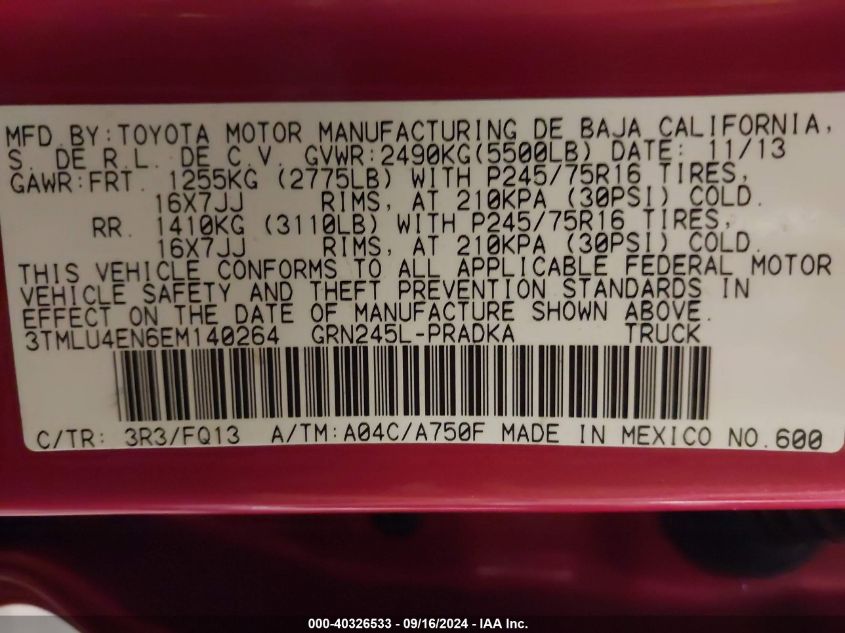 MFD BY:TOYOTA MOTOR MANUFACTURING DE BAJA CALIFORNIA,
S. DE R.L. DE C.V. GVWR:2490KG(5500LB) DATE: 11/13
GAWR:FRT. 1255KG (2775LB) WITH P245/75R16 TIRES,
16X7JJ RIMS, AT 210KPA (30PSI) COLD.
RR. 1410KG (3110LB) WITH P245/75R16 TIRES,
16X7JJ RIMS, AT 210KPA (30PSI) COLD.
THIS VEHICLE CONFORMS TO ALL APPLICABLE FEDERAL MOTOR
VEHICLE SAFETY AND THEFT PREVENTION STANDARDS IN
EFFECT ON THE DATE OF MANUFACTURE SHOWN ABOVE.
3TMLU4EN6EM140264 GRN245L-PRADKA TRUCK
C/TR: 3R3/FQ13 A/TM:A04C/A750F MADE IN MEXICO NO.600
000-40326533 - 09/16/2024 - IAA Inc.